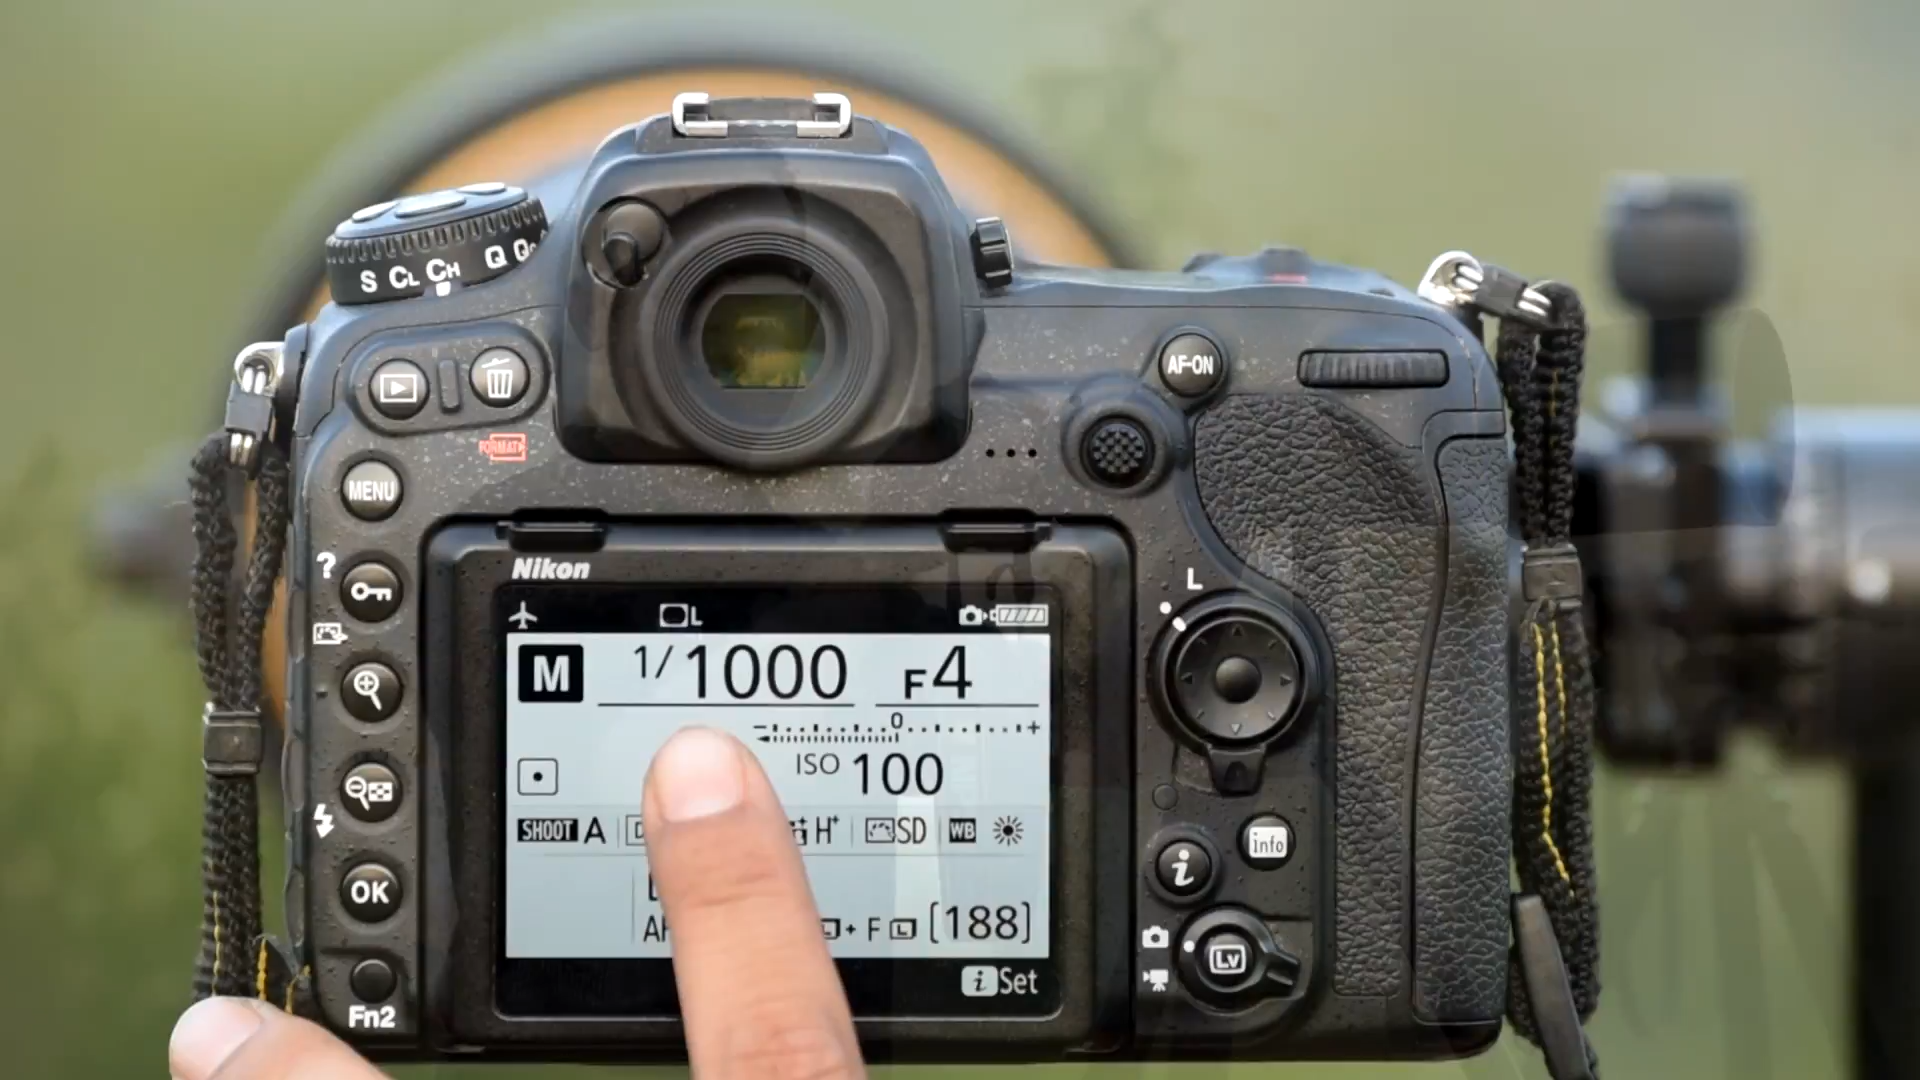 S CL CH Q
AF-ON
FORMAT
MENU
Nikon
?
L
L
M 1/1000 F4
- 0 +
ISO 100
SHOOT A H+ SD WB
info
i
OK
+ F L [188]
Lv
i Set
Fn2